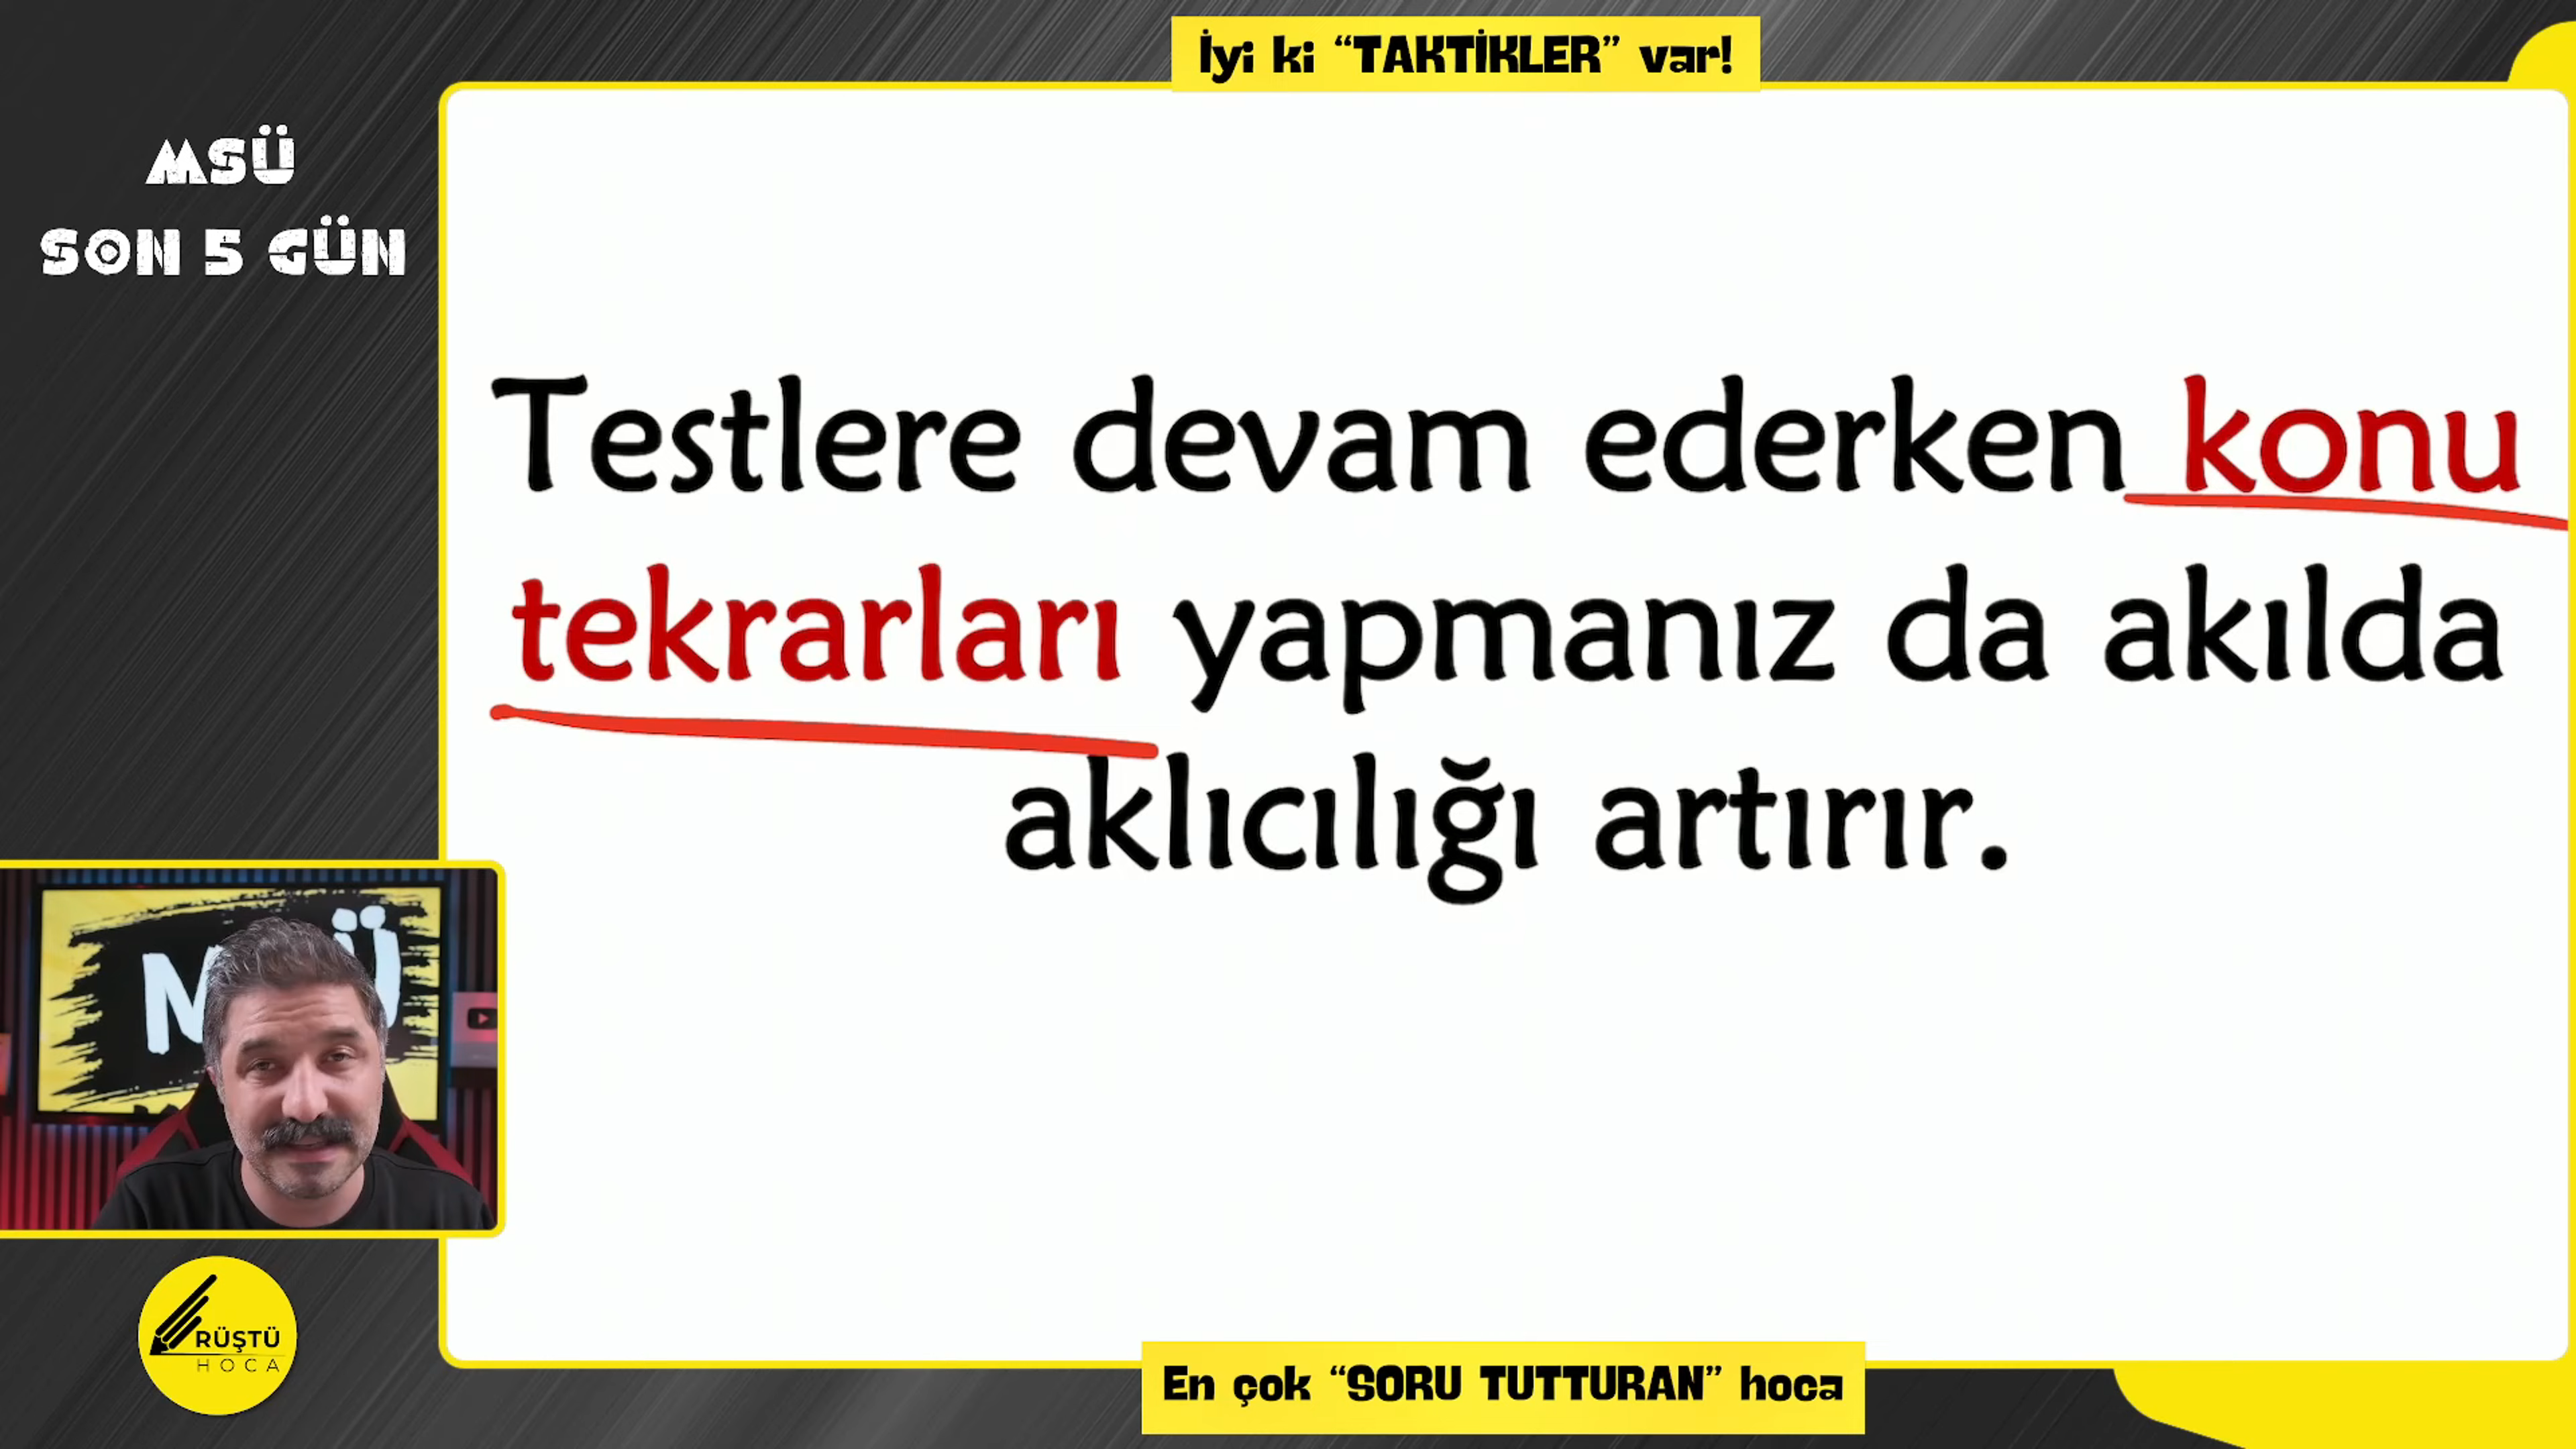 İyi ki “TAKTİKLER” var!
MSÜ
SON 5 GÜN
Testlere devam ederken konu
tekrarları yapmanız da akılda
aklıcılığı artırır.
RÜŞTÜ
HOCA
En çok “SORU TUTTURAN” hoca